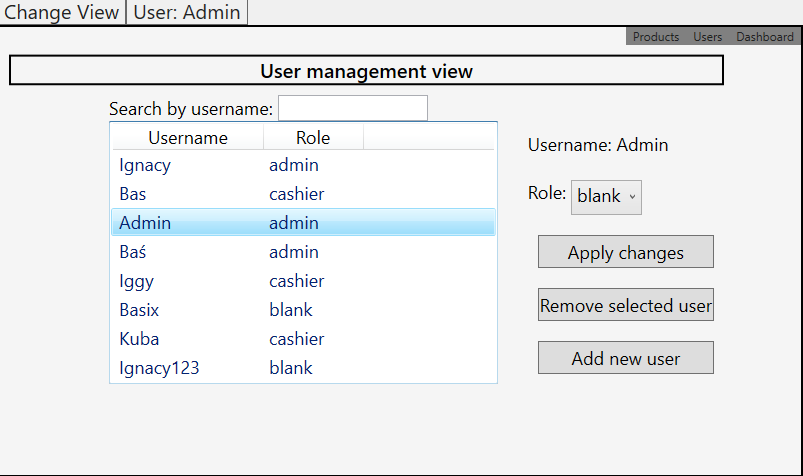 Change View User: Admin
Products Users Dashboard
User management view
Search by username:
Username Role
Ignacy admin
Bas cashier
Admin admin
Baś admin
Iggy cashier
Basix blank
Kuba cashier
Ignacy123 blank
Username: Admin
Role: blank
Apply changes
Remove selected user
Add new user